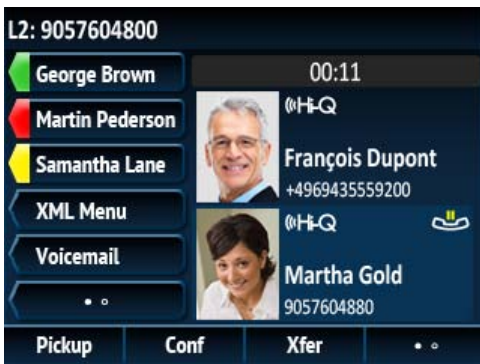 L2: 9057604800
George Brown
00:11
Martin Pederson
Hi-Q
Samantha Lane
François Dupont
+4969435559200
XML Menu
Hi-Q
Voicemail
Martha Gold
9057604880
Pickup Conf Xfer